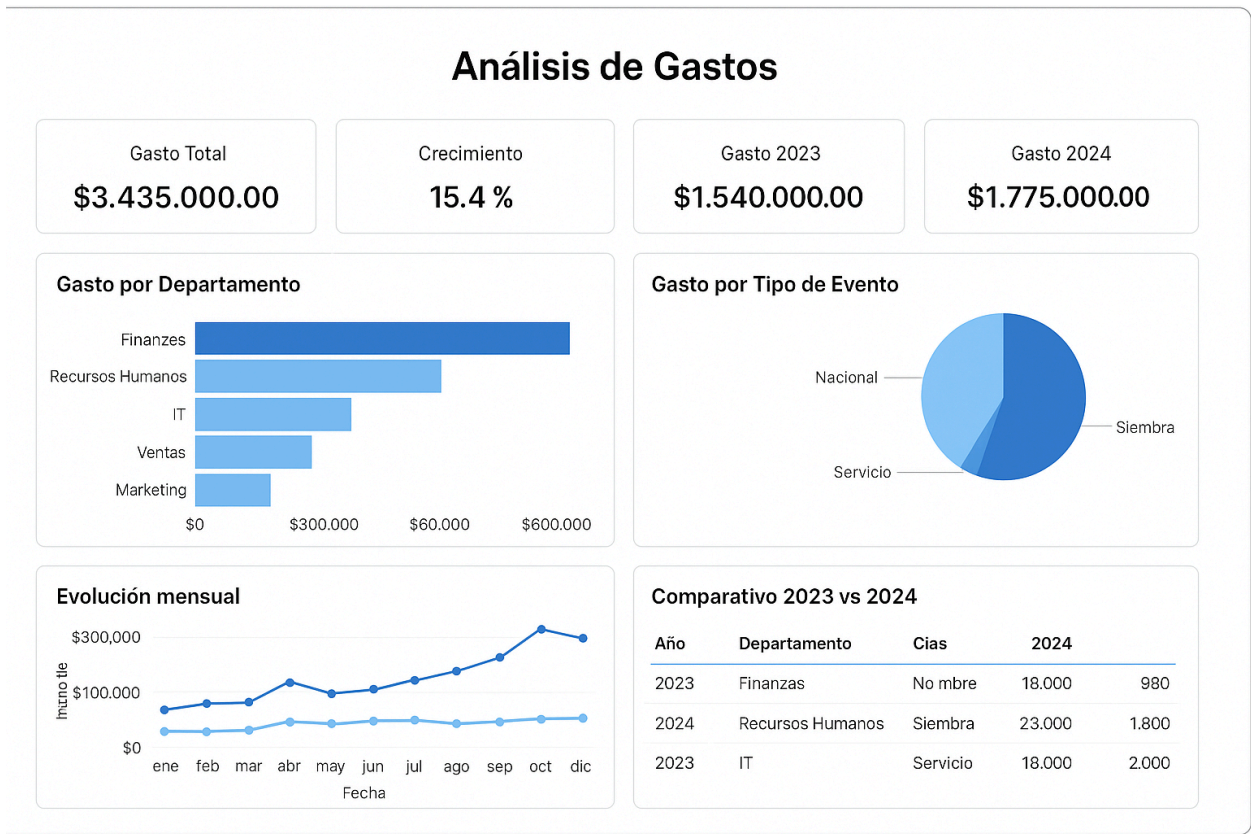 Análisis de Gastos
Gasto Total
$3.435.000.00
Crecimiento
15.4 %
Gasto 2023
$1.540.000.00
Gasto 2024
$1.775.000.00
Gasto por Departamento
Finanzes
Recursos Humanos
IT
Ventas
Marketing
$0 $300.000 $60.000 $600.000
Gasto por Tipo de Evento
Nacional
Siembra
Servicio
Evolución mensual
$300,000
$100.000
$0
ene feb mar abr may jun jul ago sep oct dic
Fecha
Comparativo 2023 vs 2024
Año Departamento Cias 2024
2023 Finanzas No mbre 18.000 980
2024 Recursos Humanos Siembra 23.000 1.800
2023 IT Servicio 18.000 2.000